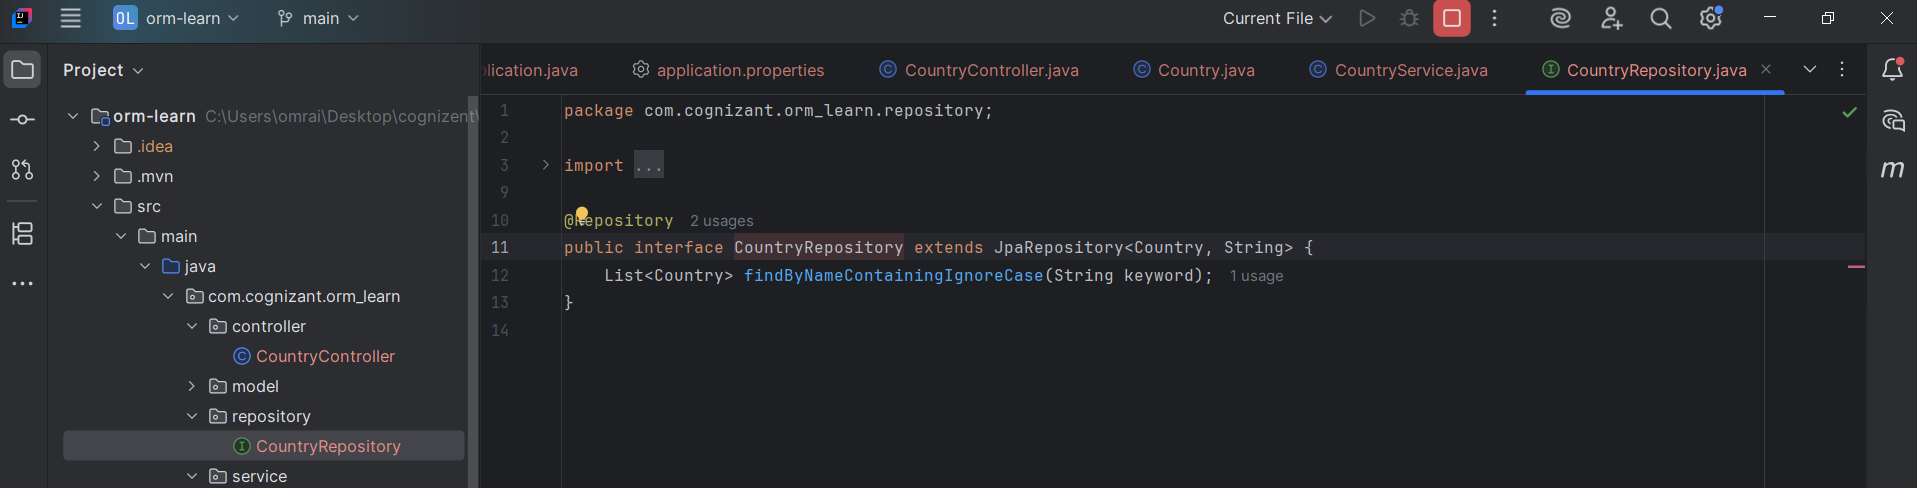 OL orm-learn main Current File
Project
lication.java application.properties CountryController.java Country.java CountryService.java CountryRepository.java
orm-learn C:\Users\omrai\Desktop\cognizent\
.idea
.mvn
src
main
java
com.cognizant.orm_learn
controller
CountryController
model
repository
CountryRepository
service
1 package com.cognizant.orm_learn.repository;
2
3 import ...
9
10 @Repository 2 usages
11 public interface CountryRepository extends JpaRepository<Country, String> {
12 List<Country> findByNameContainingIgnoreCase(String keyword); 1 usage
13 }
14
m